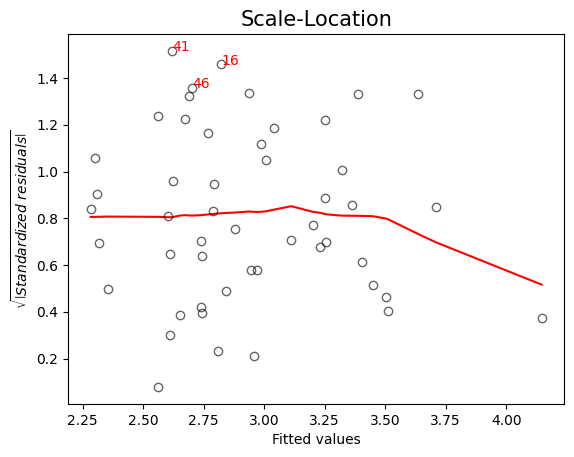 Scale-Location
41
16
46
1.4
1.2
1.0
0.8
0.6
0.4
0.2
√|Standardized residuals|
2.25 2.50 2.75 3.00 3.25 3.50 3.75 4.00
Fitted values